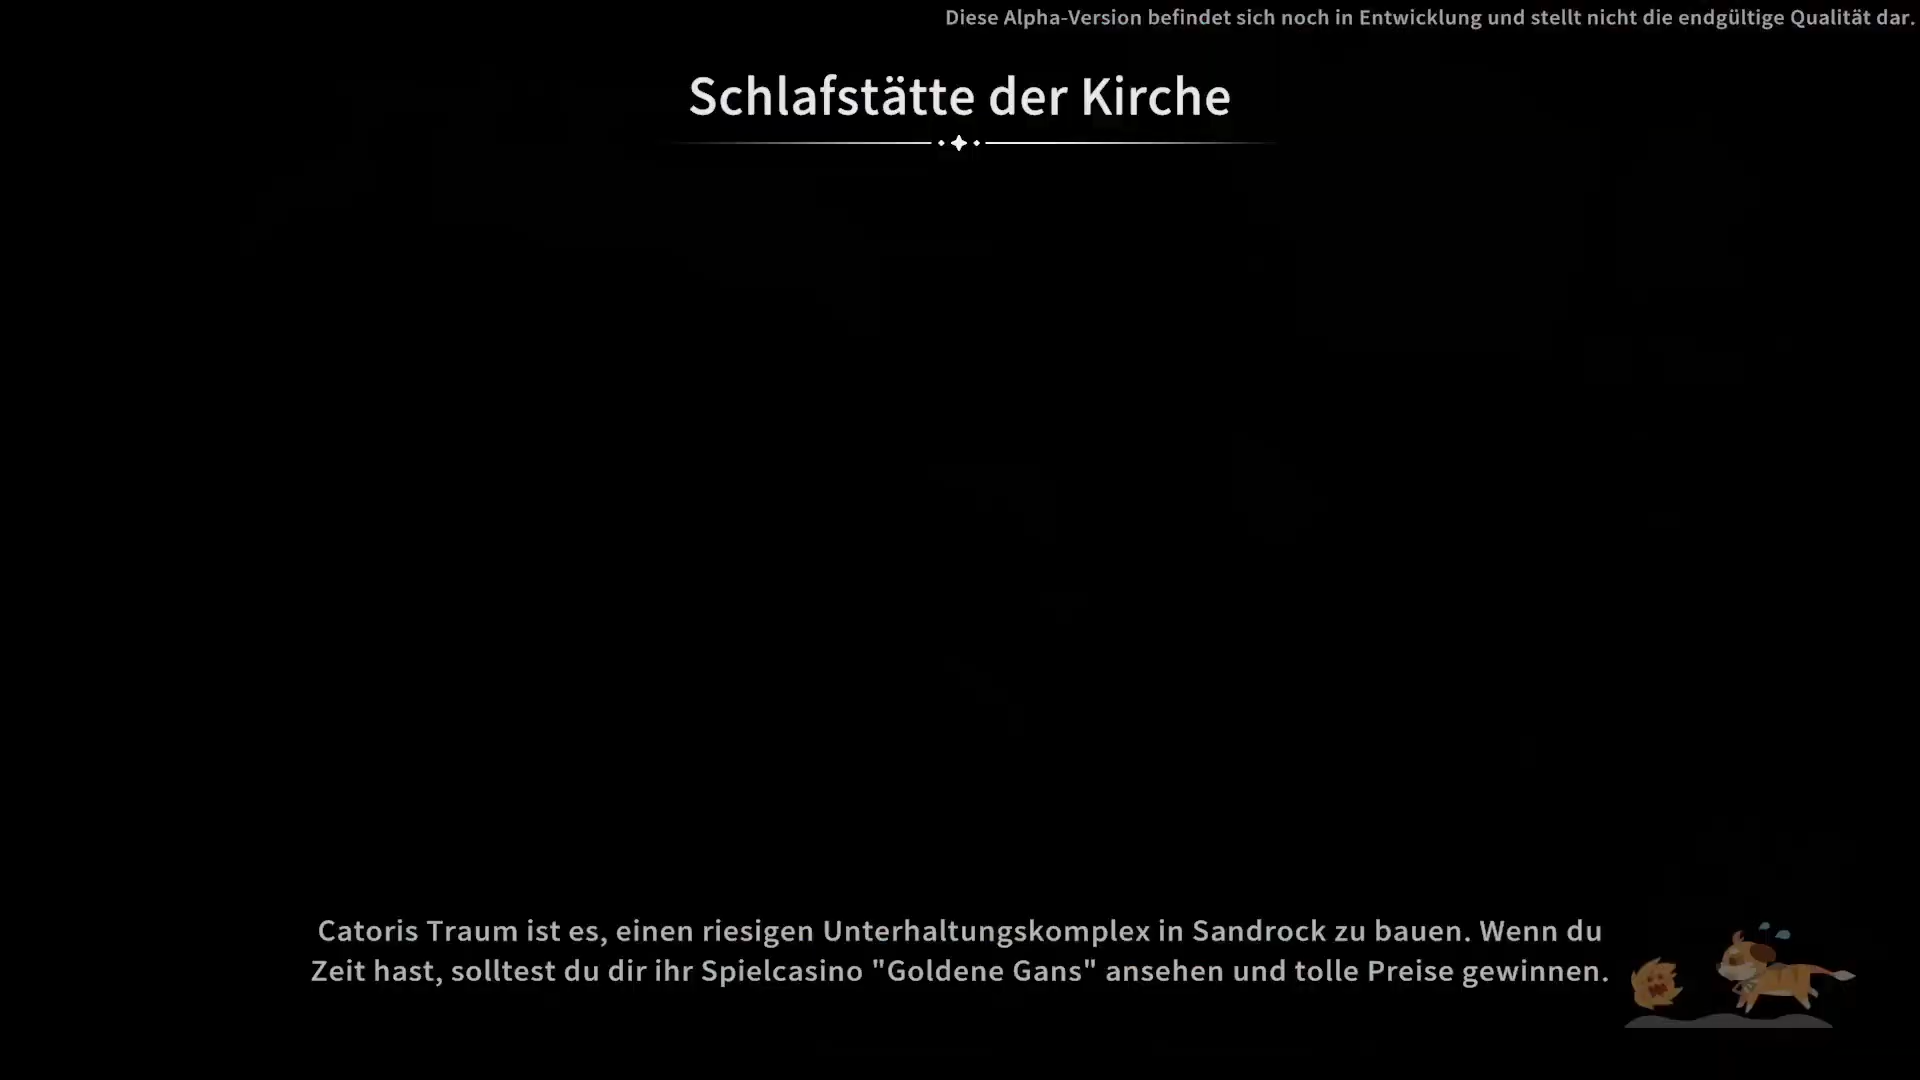 Diese Alpha-Version befindet sich noch in Entwicklung und stellt nicht die endgültige Qualität dar.
Schlafstätte der Kirche
Catoris Traum ist es, einen riesigen Unterhaltungskomplex in Sandrock zu bauen. Wenn du
Zeit hast, solltest du dir ihr Spielcasino "Goldene Gans" ansehen und tolle Preise gewinnen.